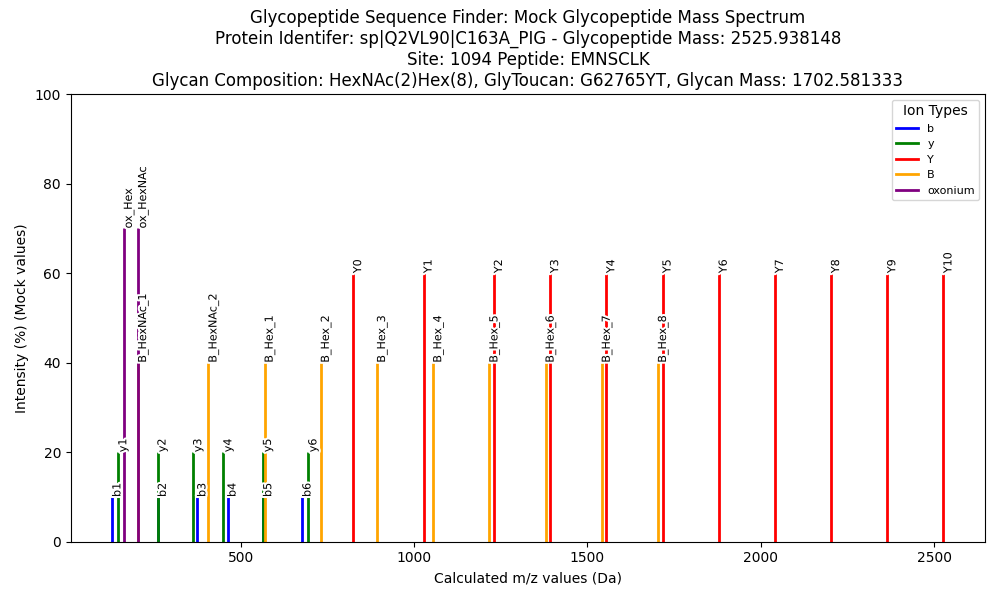 Glycopeptide Sequence Finder: Mock Glycopeptide Mass Spectrum
Protein Identifer: sp|Q2VL90|C163A_PIG - Glycopeptide Mass: 2525.938148
Site: 1094 Peptide: EMNSCLK
Glycan Composition: HexNAc(2)Hex(8), GlyToucan: G62765YT, Glycan Mass: 1702.581333
Intensity (%) (Mock values)
100
80
60
40
20
0
Ion Types
b
y
Y
B
oxonium
ox_Hex
ox_HexNAc
Y0
Y1
Y2
Y3
Y4
Y5
Y6
Y7
Y8
Y9
Y10
B_HexNAc_1
B_HexNAc_2
B_Hex_1
B_Hex_2
B_Hex_3
B_Hex_4
B_Hex_5
B_Hex_6
B_Hex_7
B_Hex_8
y1
y2
y3
y4
y5
y6
b1
b2
b3
b4
b5
b6
500
1000
1500
2000
2500
Calculated m/z values (Da)